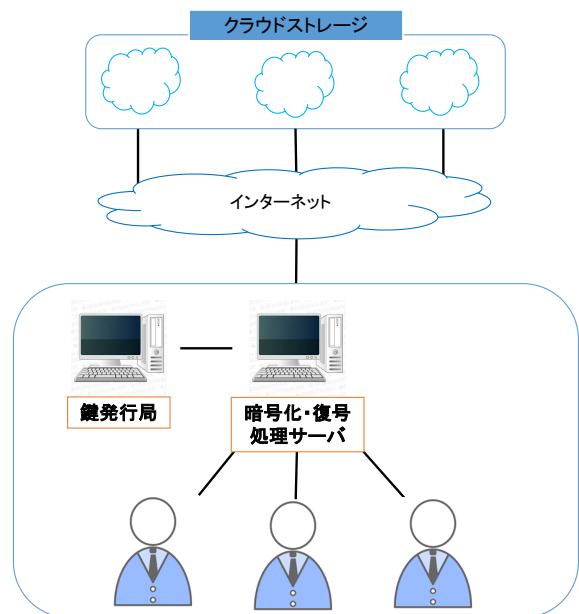 クラウドストレージ
インターネット
鍵発行局
暗号化・復号
処理サーバ